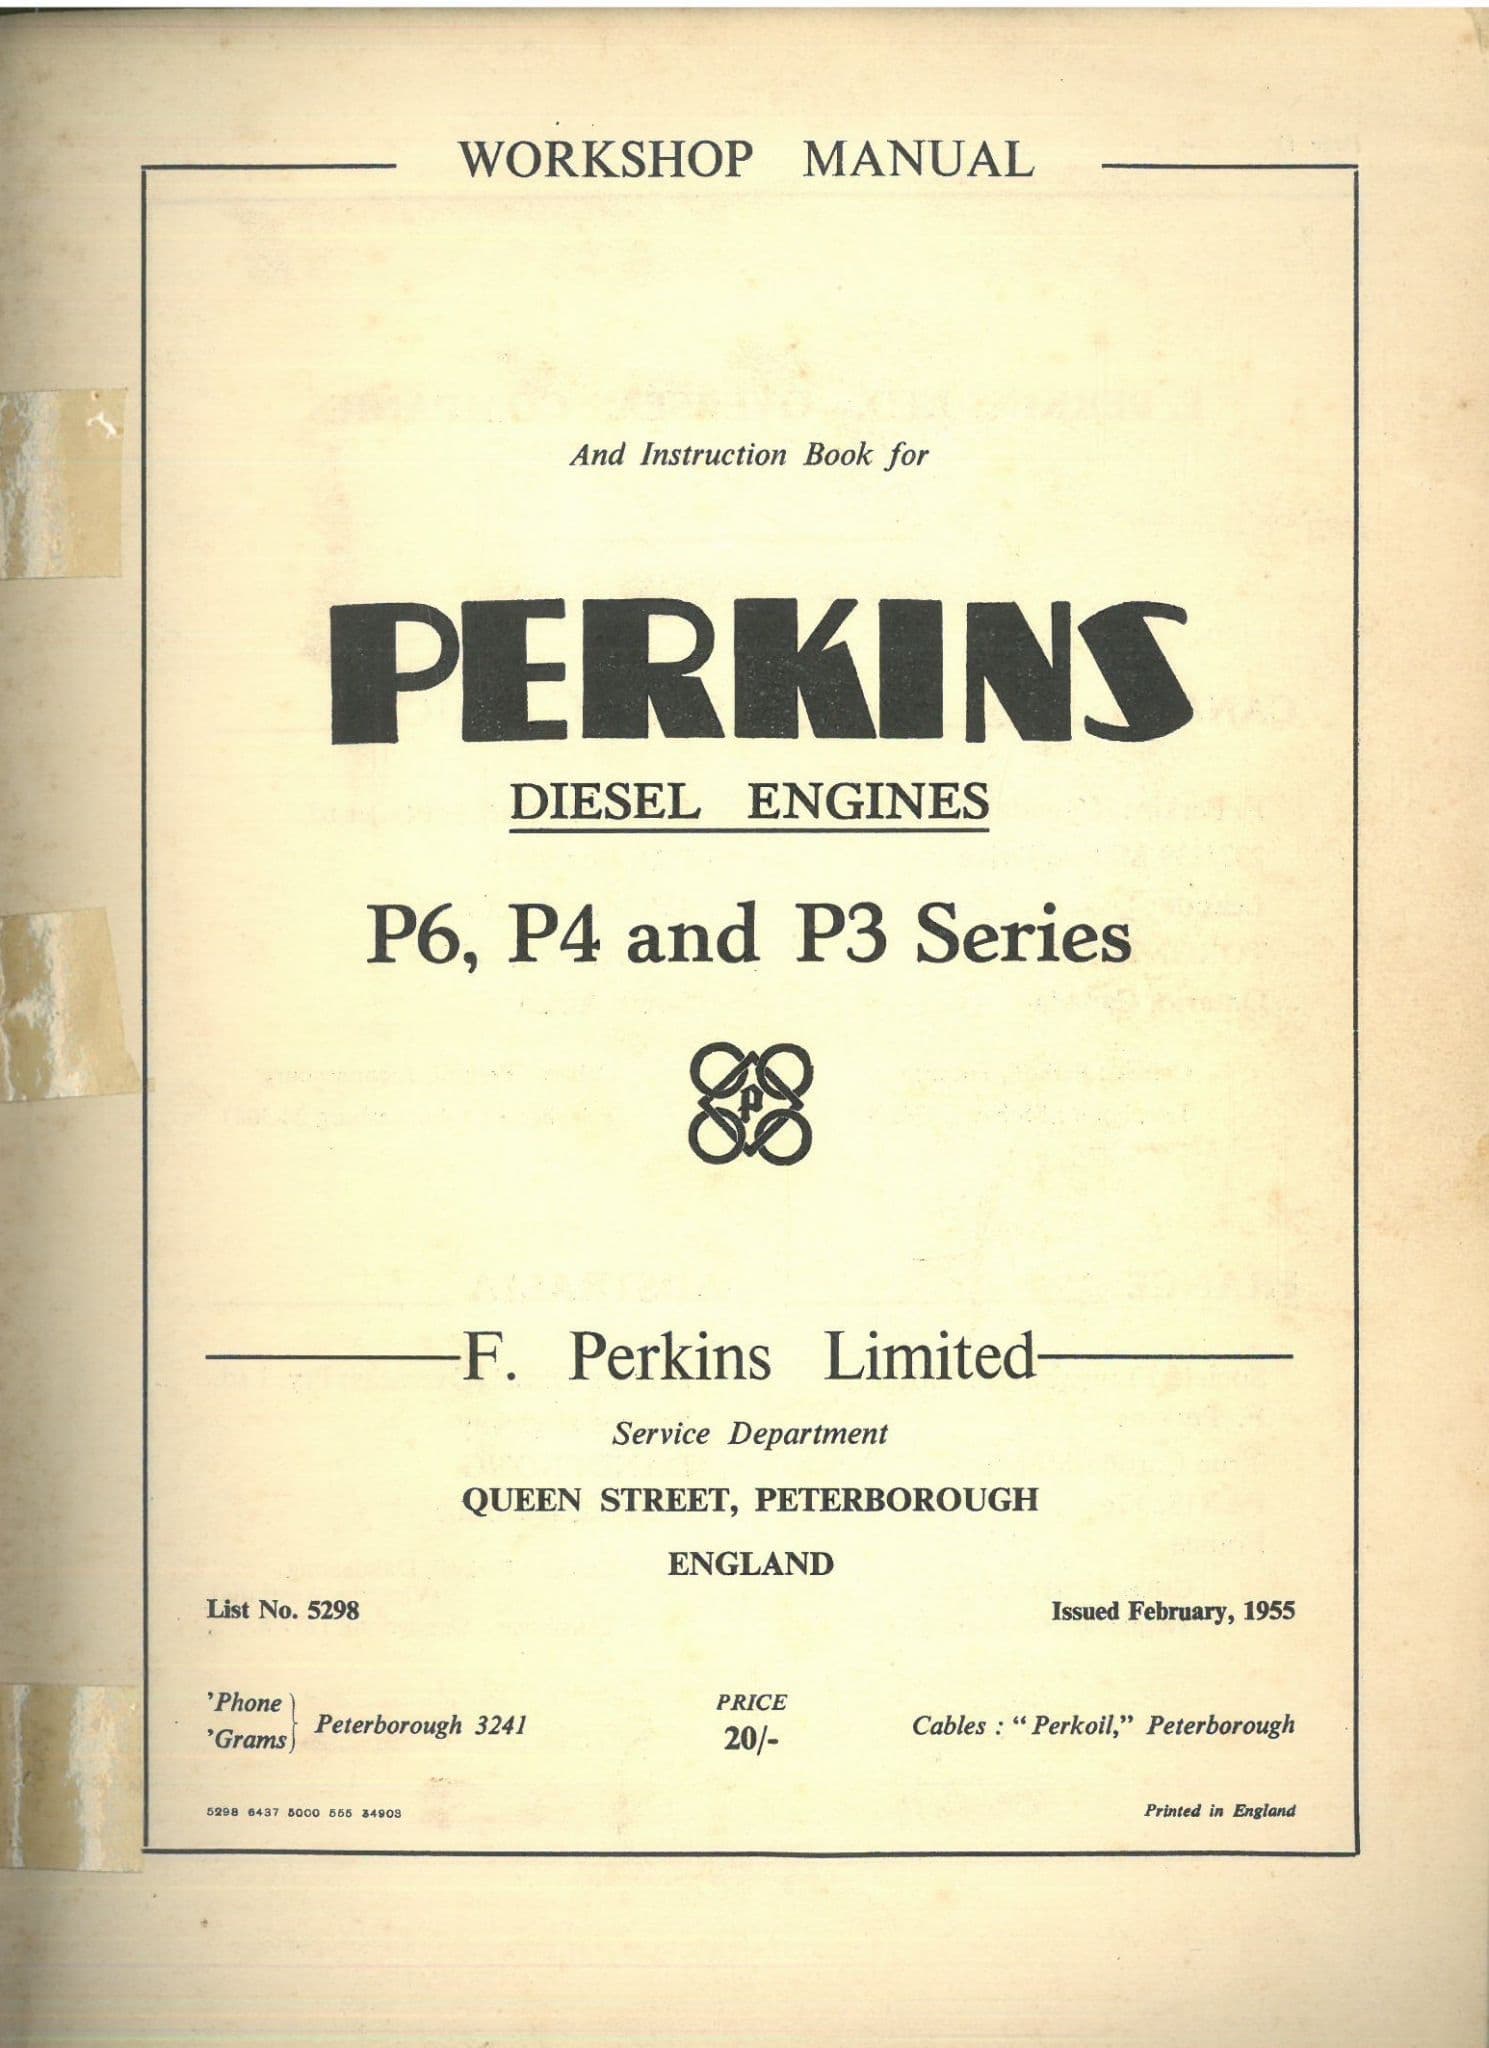 WORKSHOP MANUAL
And Instruction Book for
PERKINS
DIESEL ENGINES
P6, P4 and P3 Series
P
F. Perkins Limited
Service Department
QUEEN STREET, PETERBOROUGH
ENGLAND
List No. 5298
Issued February, 1955
'Phone
'Grams
Peterborough 3241
PRICE
20/-
Cables : “Perkoil,” Peterborough
5298 6437 5000 555 34903
Printed in England